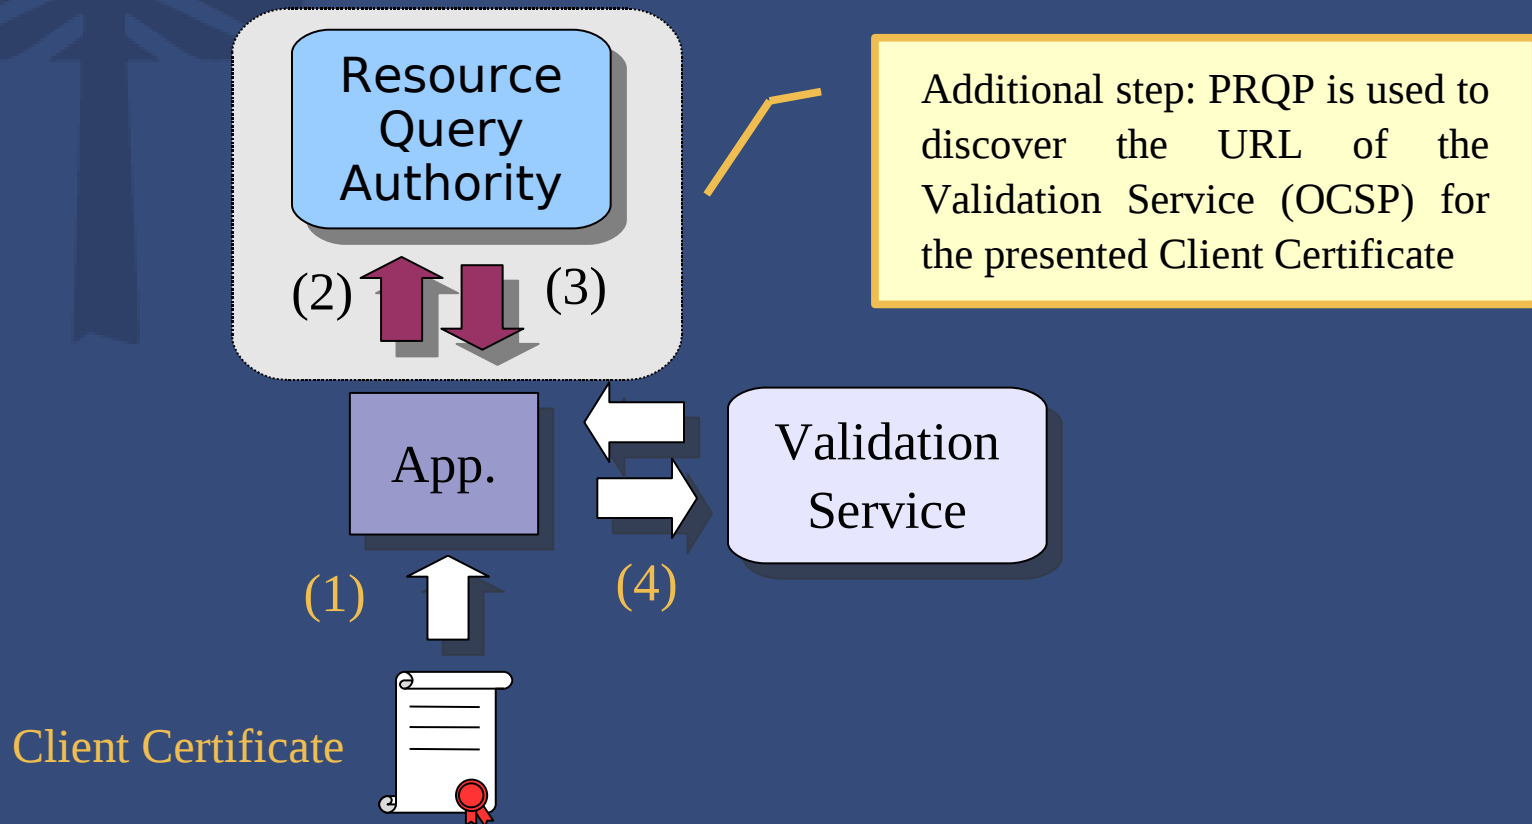 Resource
Query
Authority
Additional step: PRQP is used to
discover the URL of the
Validation Service (OCSP) for
the presented Client Certificate
(2)
(3)
App.
Validation
Service
(1)
(4)
Client Certificate